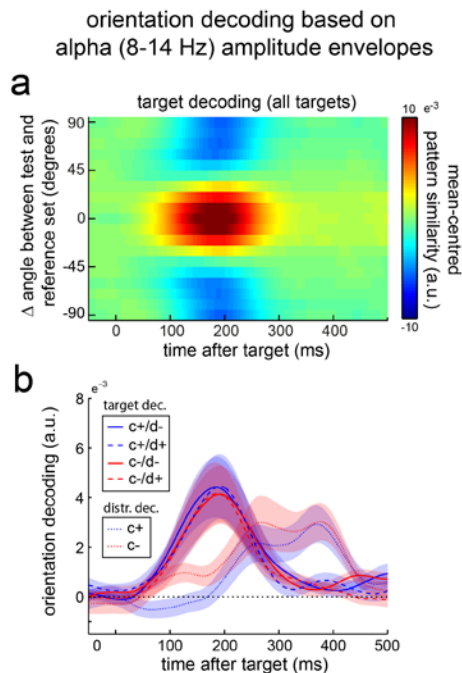 orientation decoding based on
alpha (8-14 Hz) amplitude envelopes
a
target decoding (all targets)
Δ angle between test and
reference set (degrees)
90
45
0
-45
-90
0 100 200 300 400
time after target (ms)
10 e⁻³
-10
mean-centred
pattern similarity (a.u.)
b
e⁻³
orientation decoding (a.u.)
8
6
4
2
0
target dec.
c+/d-
c+/d+
c-/d-
c-/d+
distr. dec.
c+
c-
0 100 200 300 400 500
time after target (ms)